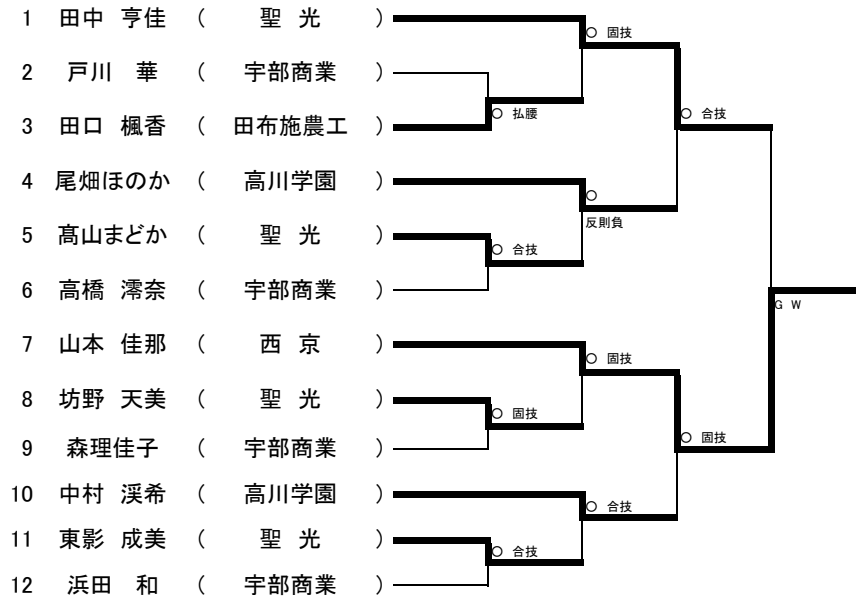 1 田中 亨佳 ( 聖 光 ) ○ 固技
2 戸川 華 ( 宇部商業 )
○ 払腰 ○ 合技
3 田口 楓香 ( 田布施農工 )
4 尾畑ほのか ( 高川学園 ) ○
反則負
5 髙山まどか ( 聖 光 ) ○ 合技
6 高橋 澪奈 ( 宇部商業 )
G W
7 山本 佳那 ( 西 京 ) ○ 固技
8 坊野 天美 ( 聖 光 ) ○ 固技
○ 固技
9 森理佳子 ( 宇部商業 )
10 中村 渓希 ( 高川学園 ) ○ 合技
11 東影 成美 ( 聖 光 ) ○ 合技
12 浜田 和 ( 宇部商業 )